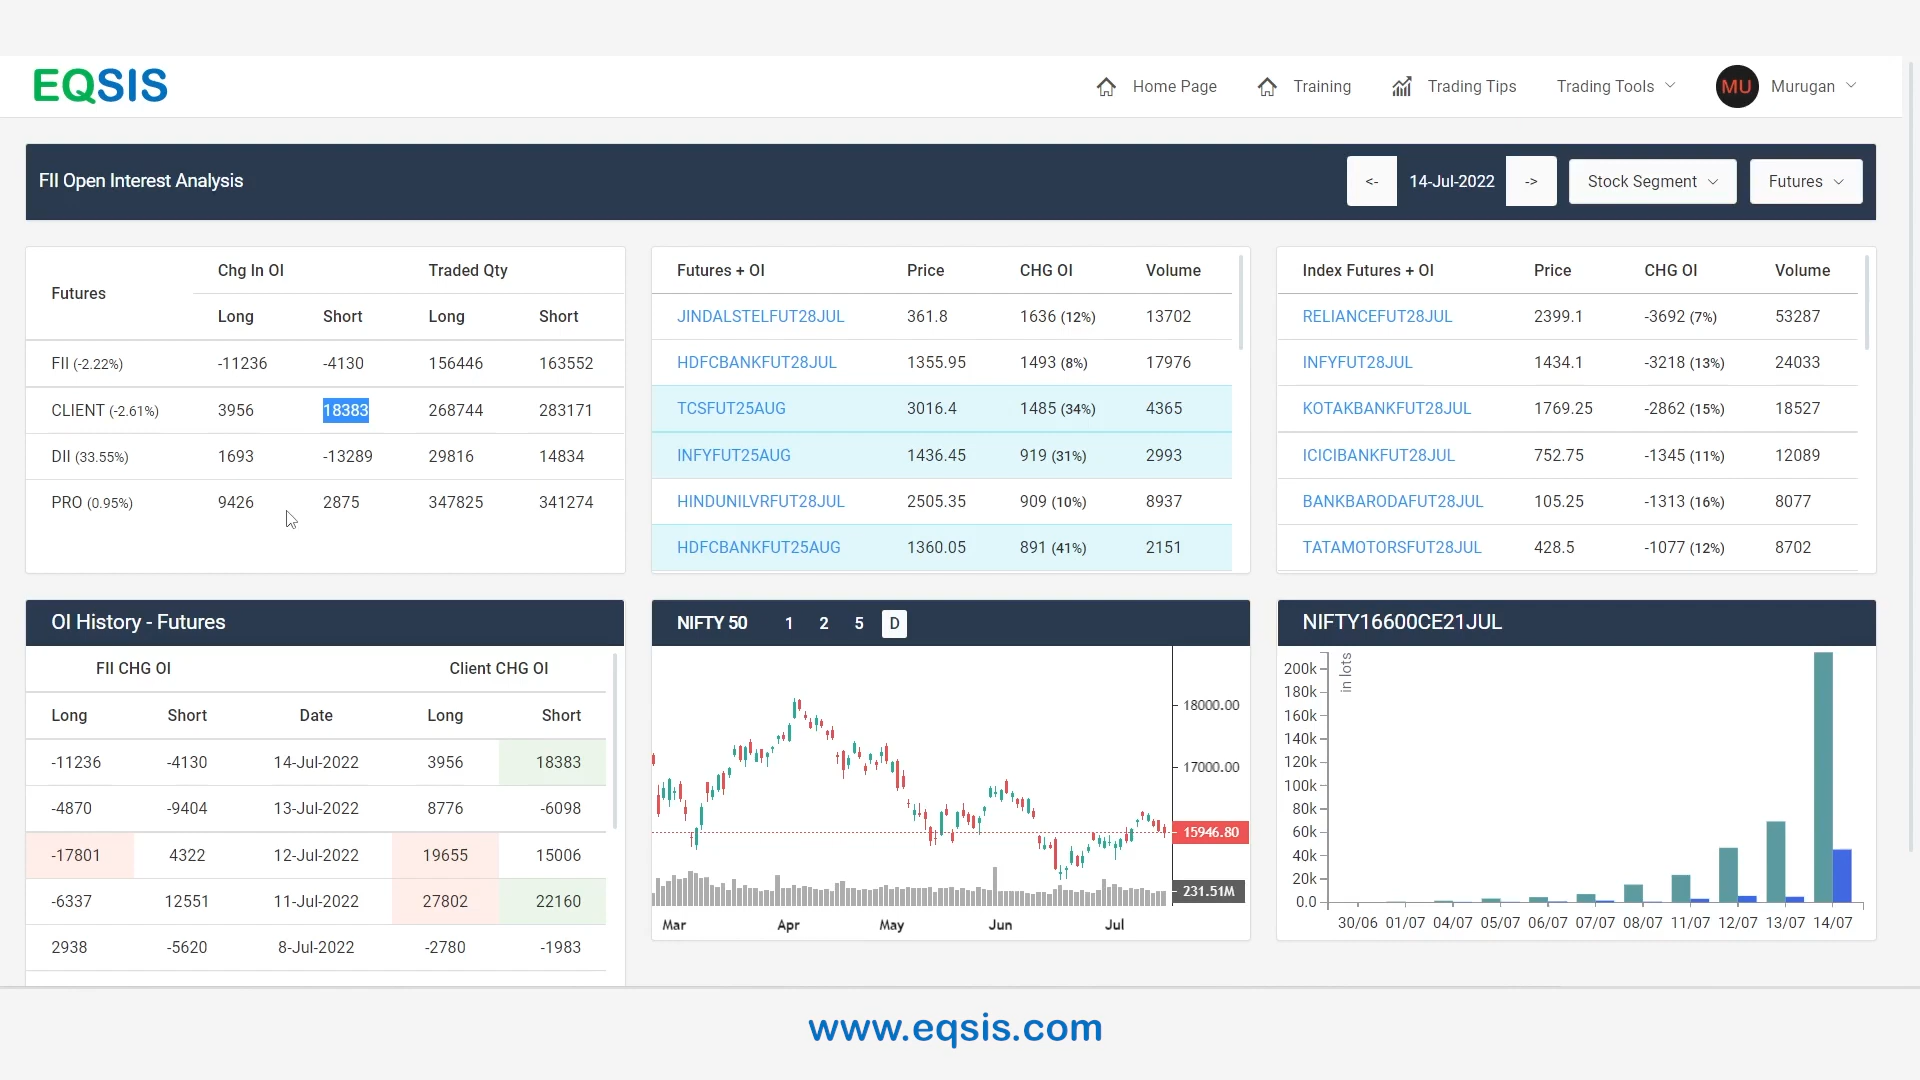 EQSIS
Home Page
Training
Trading Tips
Trading Tools
MU
Murugan
FII Open Interest Analysis
<-
14-Jul-2022
->
Stock Segment
Futures
Futures
Chg In OI
Traded Qty
Long Short Long Short
FII (-2.22%) -11236 -4130 156446 163552
CLIENT (-2.61%) 3956 18383 268744 283171
DII (33.55%) 1693 -13289 29816 14834
PRO (0.95%) 9426 2875 347825 341274
Futures + OI Price CHG OI Volume
JINDALSTELFUT28JUL 361.8 1636 (12%) 13702
HDFCBANKFUT28JUL 1355.95 1493 (8%) 17976
TCSFUT25AUG 3016.4 1485 (34%) 4365
INFYFUT25AUG 1436.45 919 (31%) 2993
HINDUNILVRFUT28JUL 2505.35 909 (10%) 8937
HDFCBANKFUT25AUG 1360.05 891 (41%) 2151
Index Futures + OI Price CHG OI Volume
RELIANCEFUT28JUL 2399.1 -3692 (7%) 53287
INFYFUT28JUL 1434.1 -3218 (13%) 24033
KOTAKBANKFUT28JUL 1769.25 -2862 (15%) 18527
ICICIBANKFUT28JUL 752.75 -1345 (11%) 12089
BANKBARODAFUT28JUL 105.25 -1313 (16%) 8077
TATAMOTORSFUT28JUL 428.5 -1077 (12%) 8702
OI History - Futures
FII CHG OI Client CHG OI
Long Short Date Long Short
-11236 -4130 14-Jul-2022 3956 18383
-4870 -9404 13-Jul-2022 8776 -6098
-17801 4322 12-Jul-2022 19655 15006
-6337 12551 11-Jul-2022 27802 22160
2938 -5620 8-Jul-2022 -2780 -1983
NIFTY 50 1 2 5 D
18000.00
17000.00
15946.80
231.51M
Mar Apr May Jun Jul
NIFTY16600CE21JUL
in lots
200k
180k
160k
140k
120k
100k
80k
60k
40k
20k
0.0
30/06 01/07 04/07 05/07 06/07 07/07 08/07 11/07 12/07 13/07 14/07
www.eqsis.com